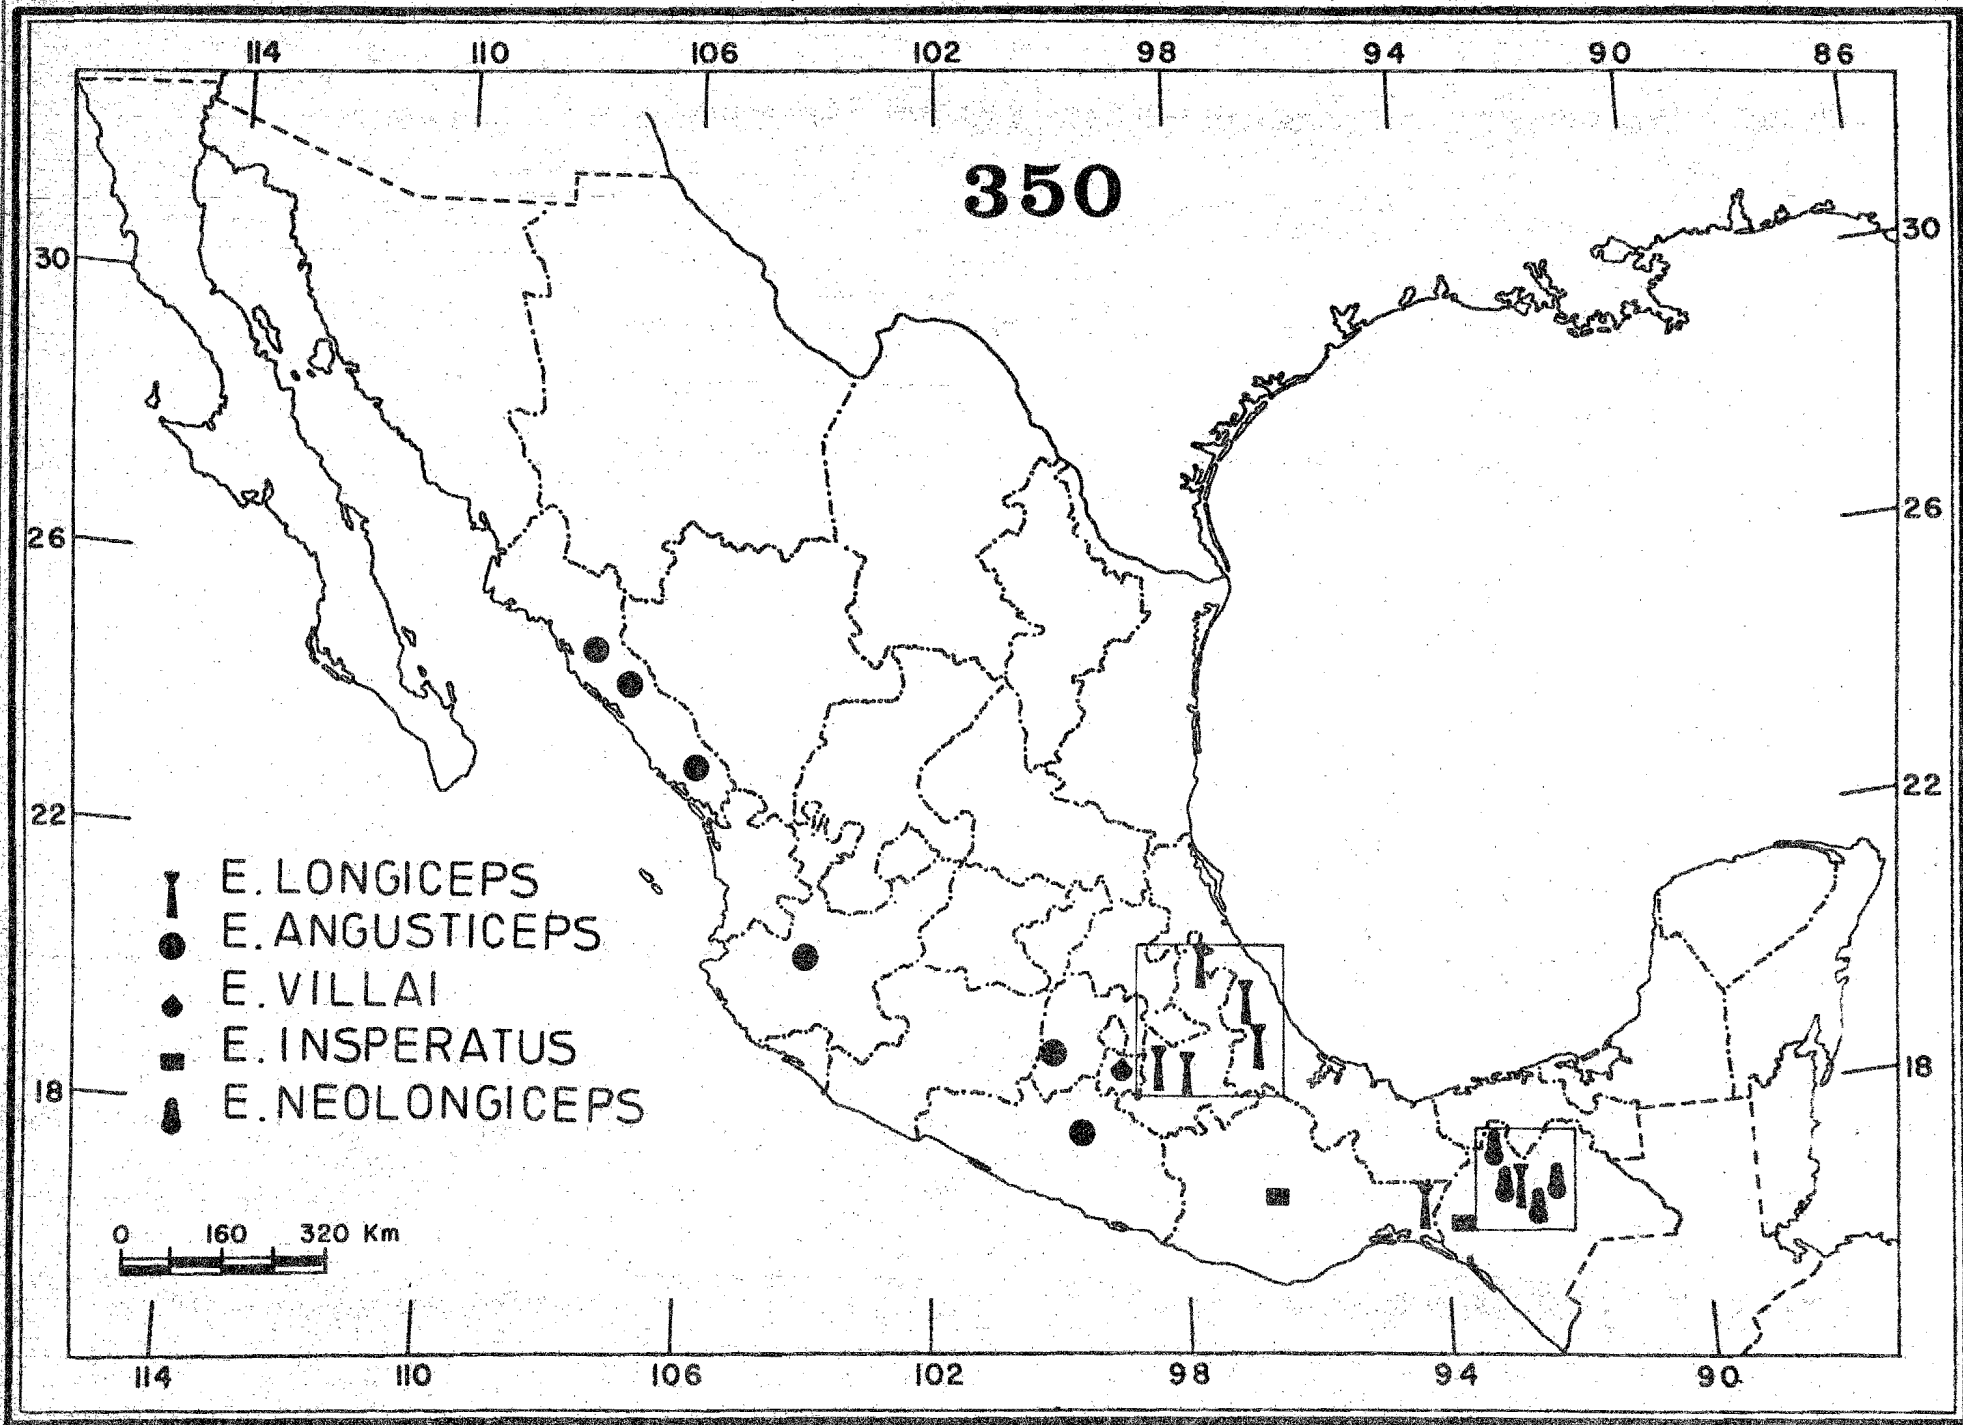 114 110 106 102 98 94 90 86
350
30 30
26 26
22 22
E. LONGICEPS
E. ANGUSTICEPS
E. VILLAI
E. INSPERATUS
18 18
E. NEOLONGICEPS
0 160 320 Km
114 110 106 102 98 94 90